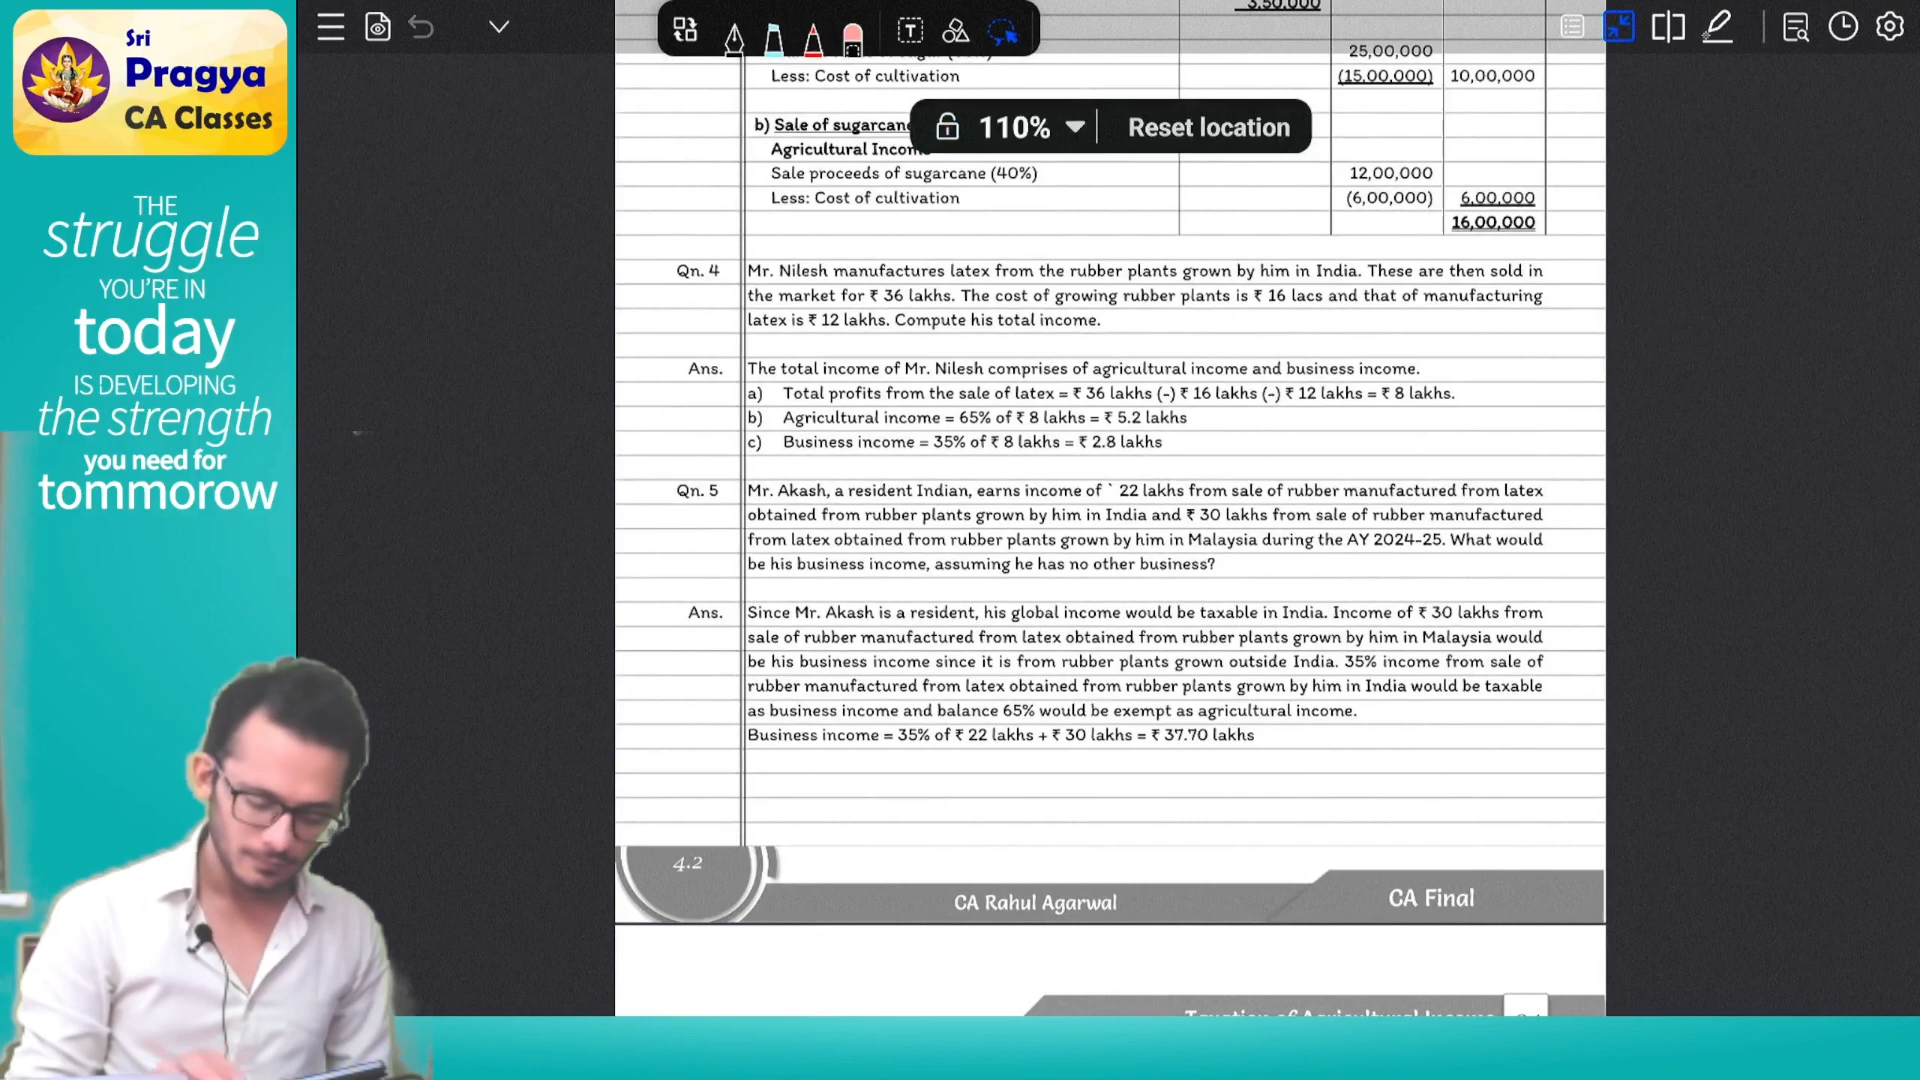 Sri
Pragya
CA Classes
THE
struggle
YOU'RE IN
today
IS DEVELOPING
the strength
you need for
tommorow
110%
Reset location
3,50,000
25,00,000
Less: Cost of cultivation (15,00,000) 10,00,000
b) Sale of sugarcane
Agricultural Income
Sale proceeds of sugarcane (40%) 12,00,000
Less: Cost of cultivation (6,00,000) 6,00,000
16,00,000
Qn. 4 Mr. Nilesh manufactures latex from the rubber plants grown by him in India. These are then sold in
the market for ₹ 36 lakhs. The cost of growing rubber plants is ₹ 16 lacs and that of manufacturing
latex is ₹ 12 lakhs. Compute his total income.
Ans. The total income of Mr. Nilesh comprises of agricultural income and business income.
a) Total profits from the sale of latex = ₹ 36 lakhs (-) ₹ 16 lakhs (-) ₹ 12 lakhs = ₹ 8 lakhs.
b) Agricultural income = 65% of ₹ 8 lakhs = ₹ 5.2 lakhs
c) Business income = 35% of ₹ 8 lakhs = ₹ 2.8 lakhs
Qn. 5 Mr. Akash, a resident Indian, earns income of ` 22 lakhs from sale of rubber manufactured from latex
obtained from rubber plants grown by him in India and ₹ 30 lakhs from sale of rubber manufactured
from latex obtained from rubber plants grown by him in Malaysia during the AY 2024-25. What would
be his business income, assuming he has no other business?
Ans. Since Mr. Akash is a resident, his global income would be taxable in India. Income of ₹ 30 lakhs from
sale of rubber manufactured from latex obtained from rubber plants grown by him in Malaysia would
be his business income since it is from rubber plants grown outside India. 35% income from sale of
rubber manufactured from latex obtained from rubber plants grown by him in India would be taxable
as business income and balance 65% would be exempt as agricultural income.
Business income = 35% of ₹ 22 lakhs + ₹ 30 lakhs = ₹ 37.70 lakhs
4.2
CA Rahul Agarwal
CA Final
Taxation of Agricultural Income